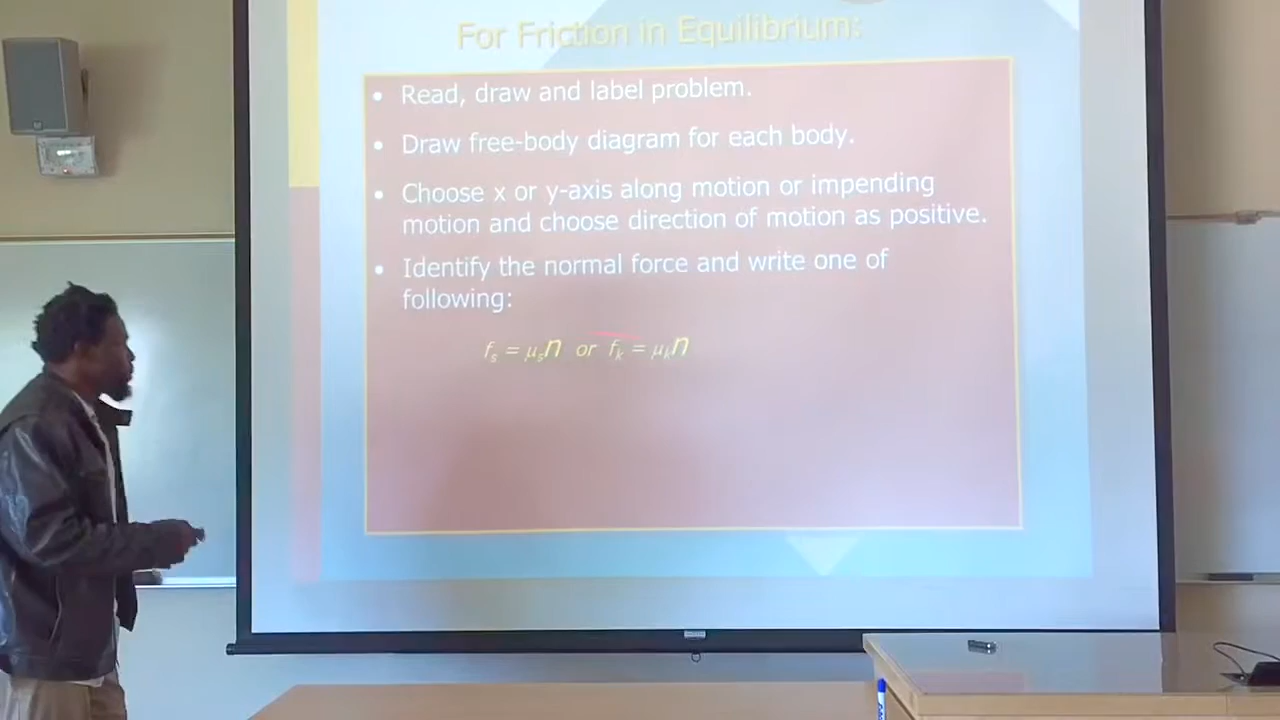 For Friction in Equilibrium:
• Read, draw and label problem.
• Draw free-body diagram for each body.
• Choose x or y-axis along motion or impending
motion and choose direction of motion as positive.
• Identify the normal force and write one of
following:
fₛ = μₛn or fₖ = μₖn